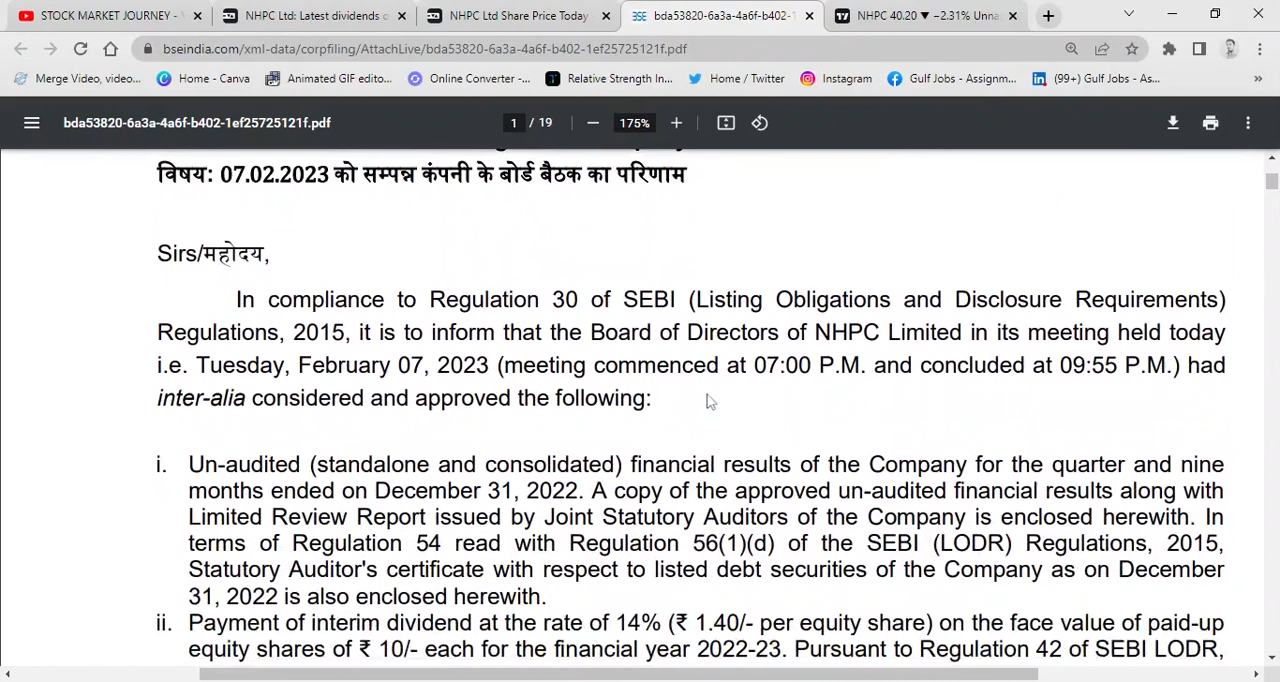 STOCK MARKET JOURNEY -
NHPC Ltd: Latest dividends
NHPC Ltd Share Price Today
bda53820-6a3a-4a6f-b402-1
NHPC 40.20 ▼ −2.31% Unna
bseindia.com/xml-data/corpfiling/AttachLive/bda53820-6a3a-4a6f-b402-1ef25725121f.pdf
Merge Video, video...
Home - Canva
Animated GIF edito...
Online Converter -...
Relative Strength In...
Home / Twitter
Instagram
Gulf Jobs - Assignm...
(99+) Gulf Jobs - As...
»
bda53820-6a3a-4a6f-b402-1ef25725121f.pdf
1 / 19
175%
विषय: 07.02.2023 को सम्पन्न कंपनी के बोर्ड बैठक का परिणाम
Sirs/महोदय,
In compliance to Regulation 30 of SEBI (Listing Obligations and Disclosure Requirements)
Regulations, 2015, it is to inform that the Board of Directors of NHPC Limited in its meeting held today
i.e. Tuesday, February 07, 2023 (meeting commenced at 07:00 P.M. and concluded at 09:55 P.M.) had
inter-alia considered and approved the following:
i. Un-audited (standalone and consolidated) financial results of the Company for the quarter and nine
months ended on December 31, 2022. A copy of the approved un-audited financial results along with
Limited Review Report issued by Joint Statutory Auditors of the Company is enclosed herewith. In
terms of Regulation 54 read with Regulation 56(1)(d) of the SEBI (LODR) Regulations, 2015,
Statutory Auditor's certificate with respect to listed debt securities of the Company as on December
31, 2022 is also enclosed herewith.
ii. Payment of interim dividend at the rate of 14% (₹ 1.40/- per equity share) on the face value of paid-up
equity shares of ₹ 10/- each for the financial year 2022-23. Pursuant to Regulation 42 of SEBI LODR,